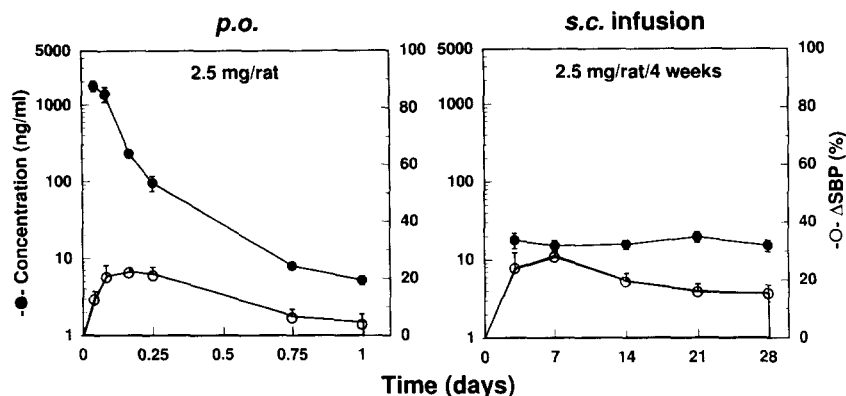 p.o.
s.c. infusion
2.5 mg/rat
2.5 mg/rat/4 weeks
-●- Concentration (ng/ml)
5000
1000
100
10
1
100
80
60
40
20
0
5000
1000
100
10
1
100
80
60
40
20
0
-O- ΔSBP (%)
0 0.25 0.5 0.75 1
0 7 14 21 28
Time (days)